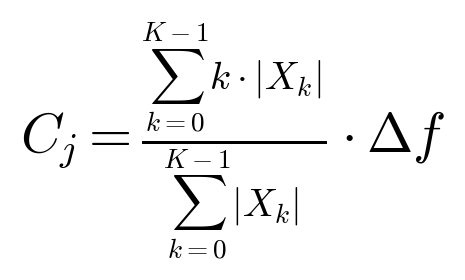 C_j = \frac{\sum_{k=0}^{K-1} k \cdot |X_k|}{\sum_{k=0}^{K-1} |X_k|} \cdot \Delta f